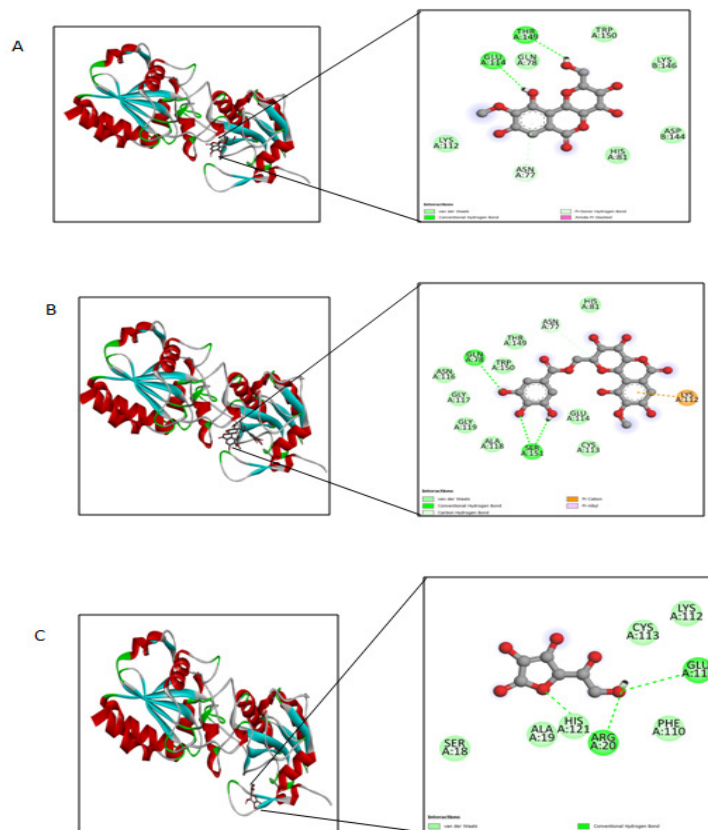 A
THR
A:149
TRP
A:150
GLU
A:114
GLN
A:78
LYS
B:146
LYS
A:112
ASP
B:144
HIS
A:81
ASN
A:77
Interactions
van der Waals
Conventional Hydrogen Bond
Pi-Donor Hydrogen Bond
Amide-Pi Stacked
B
HIS
A:81
ASN
A:77
THR
A:149
GLN
A:78
TRP
A:150
ASN
A:116
GLY
A:117
GLY
A:119
ALA
A:118
SER
A:151
GLU
A:114
CYS
A:113
LYS
A:112
Interactions
van der Waals
Conventional Hydrogen Bond
Carbon Hydrogen Bond
Pi-Cation
Pi-Alkyl
C
LYS
A:112
CYS
A:113
GLU
PHE
A:110
HIS
A:121
ALA
A:19
ARG
A:20
SER
A:18
van der Waals
Conventional Hydrogen Bond